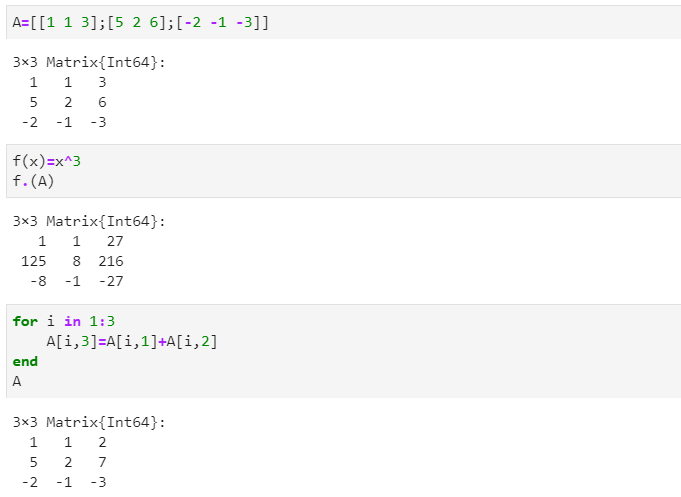 A=[[1 1 3];[5 2 6];[-2 -1 -3]]
3×3 Matrix{Int64}:
  1   1   3
  5   2   6
 -2  -1  -3
f(x)=x^3
f.(A)
3×3 Matrix{Int64}:
   1   1   27
 125   8  216
  -8  -1  -27
for i in 1:3
    A[i,3]=A[i,1]+A[i,2]
end
A
3×3 Matrix{Int64}:
  1   1   2
  5   2   7
 -2  -1  -3